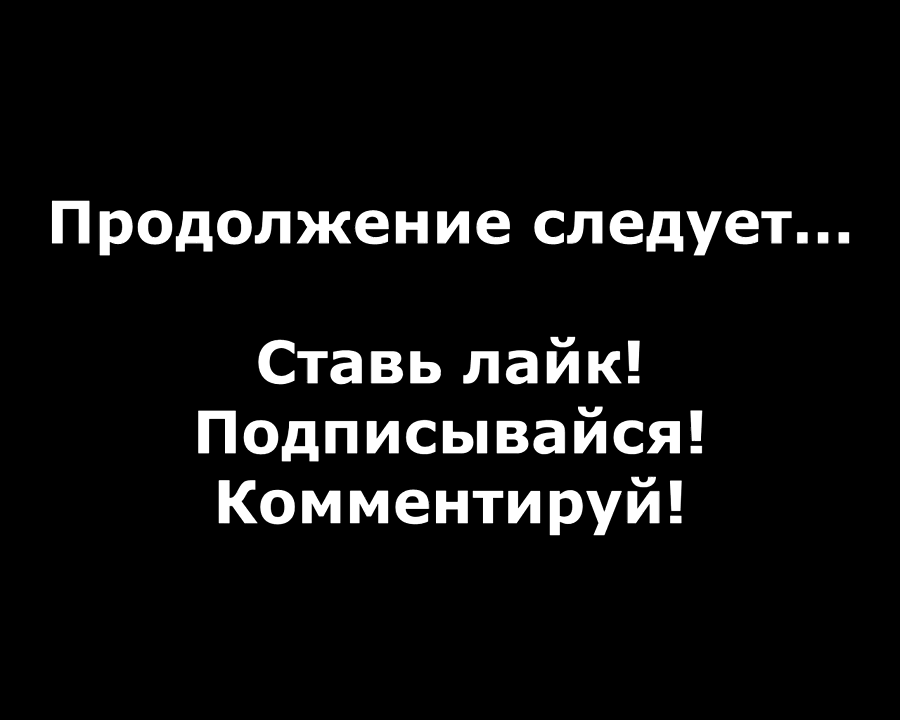 Продолжение следует...
Ставь лайк!
Подписывайся!
Комментируй!